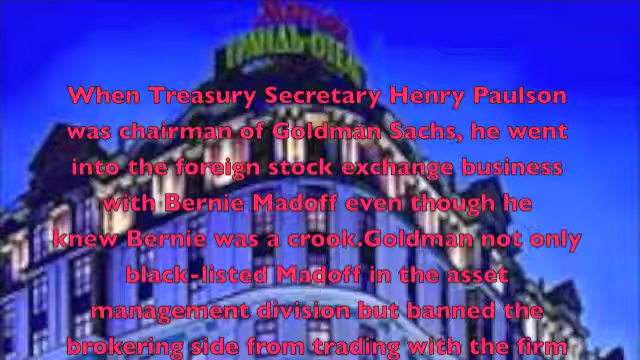 ГРАНДЪ-ОТЕЛЬ
When Treasury Secretary Henry Paulson
was chairman of Goldman Sachs, he went
into the foreign stock exchange business
with Bernie Madoff even though he
knew Bernie was a crook.Goldman not only
black-listed Madoff in the asset
management division but banned the
brokering side from trading with the firm